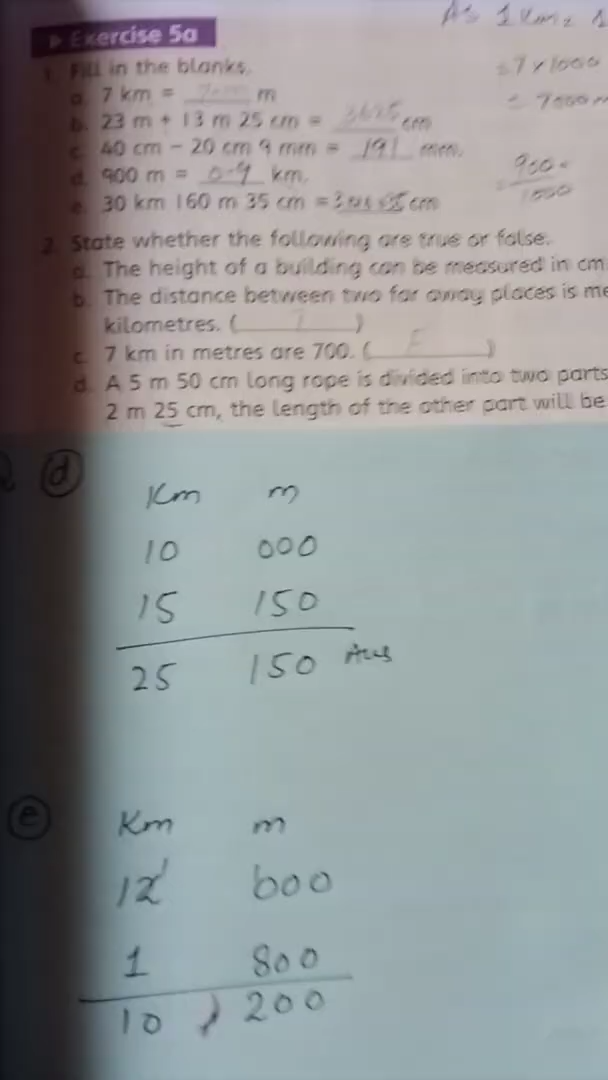 As 1 Km =
▶ Exercise 5a
1. Fill in the blanks.
= 7 x 1000
a. 7 km = 7000 m
= 7000 m
b. 23 m + 13 m 25 cm = 3625 cm
c. 40 cm - 20 cm 9 mm = 191 mm.
d. 900 m = 0.9 km.
900
1000
e. 30 km 160 m 35 cm = cm
2. State whether the following are true or false.
a. The height of a building can be measured in cm.
b. The distance between two far away places is me
kilometres. ( T )
c. 7 km in metres are 700. ( F )
d. A 5 m 50 cm long rope is divided into two parts
2 m 25 cm, the length of the other part will be
d
Km m
10 000
15 150
25 150 Ans
e
Km m
12 600
1 800
10, 200